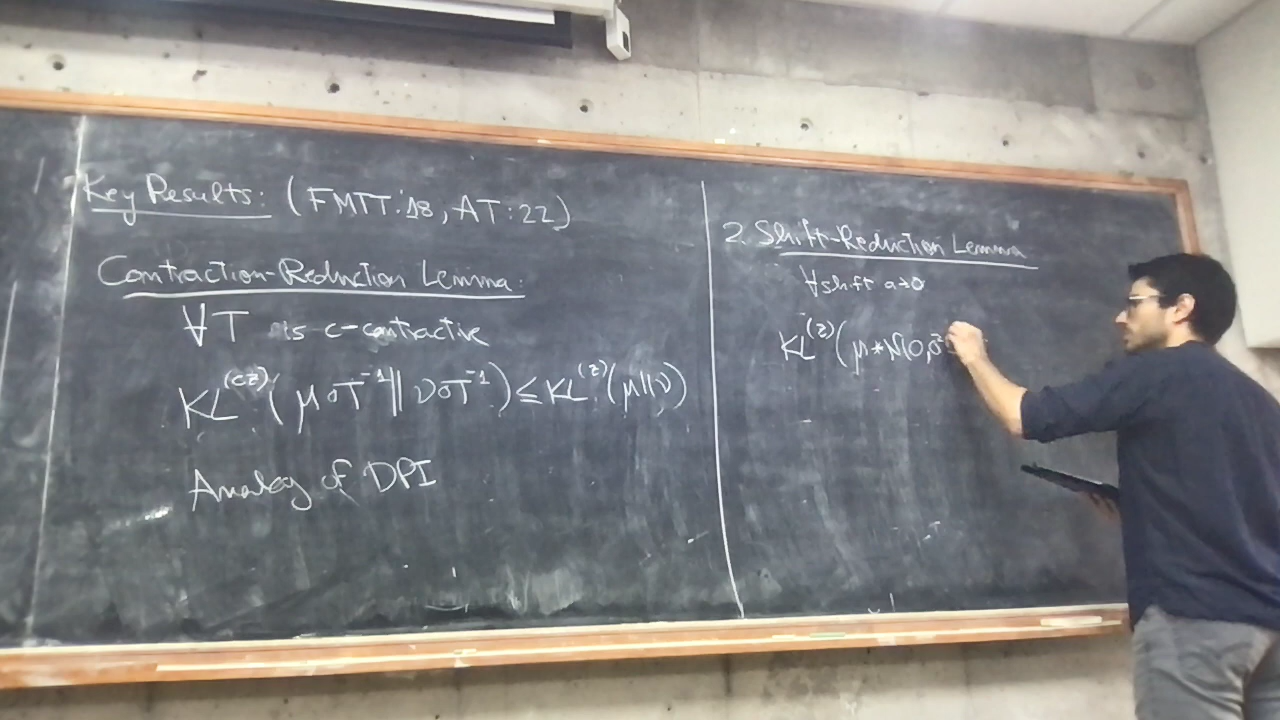 Key Results: (FMTT:18, AT:22)
Contraction-Reduction Lemma:
∀T is c-contractive
KL^(cz)(μ∘T⁻¹‖ν∘T⁻¹) ≤ KL^(z)(μ‖ν)
Analog of DPI
2. Shift-Reduction Lemma
∀shift a>0
KL^(z)(μ*N(0,σ²